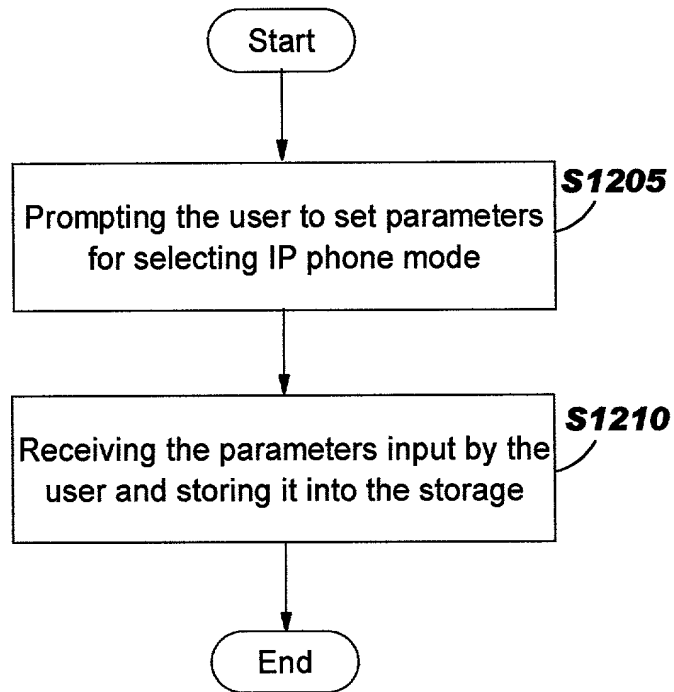 Start
S1205
Prompting the user to set parameters
for selecting IP phone mode
S1210
Receiving the parameters input by the
user and storing it into the storage
End